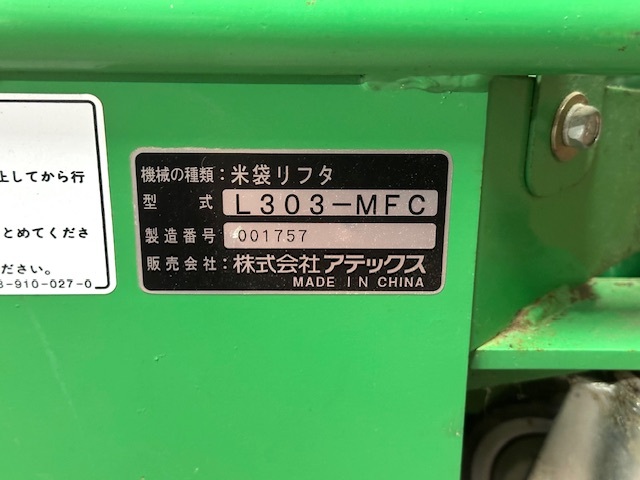 止してから行
とめてくださ
ださい。
-910-027-0
機械の種類：米袋リフタ
型 式 L303-MFC
製造番号 001757
販売会社：株式会社アテックス
MADE IN CHINA